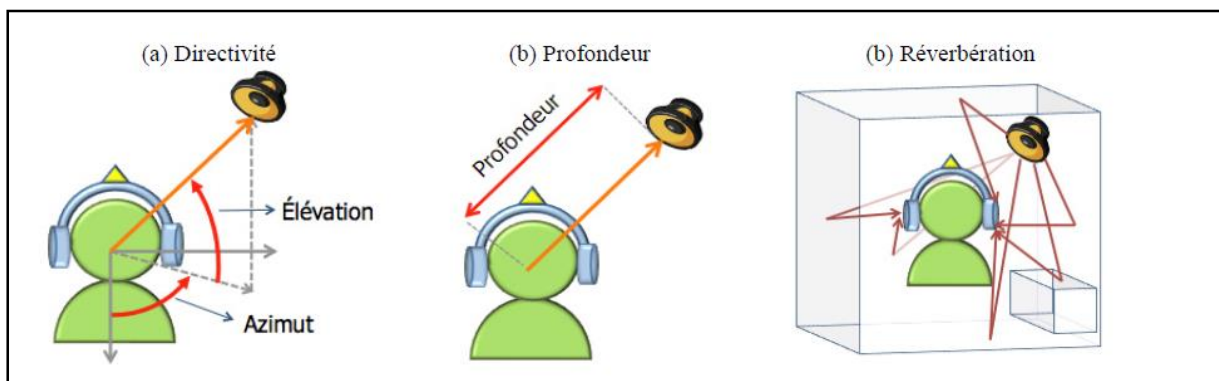 (a) Directivité
(b) Profondeur
(b) Réverbération
Élévation
Azimut
Profondeur